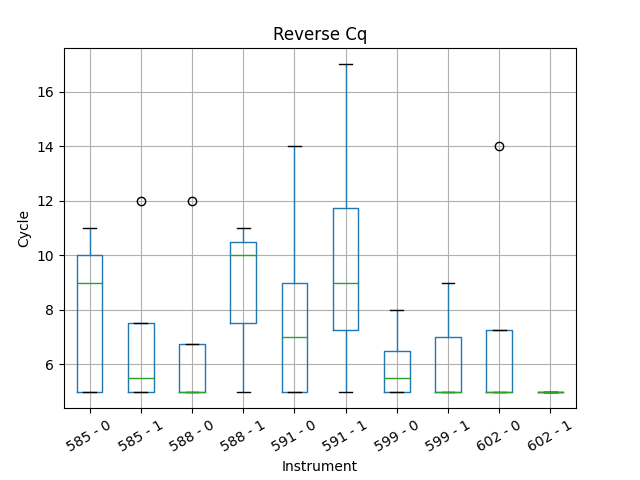 Reverse Cq
16
14
12
10
8
6
Cycle
585 - 0
585 - 1
588 - 0
588 - 1
591 - 0
591 - 1
599 - 0
599 - 1
602 - 0
602 - 1
Instrument